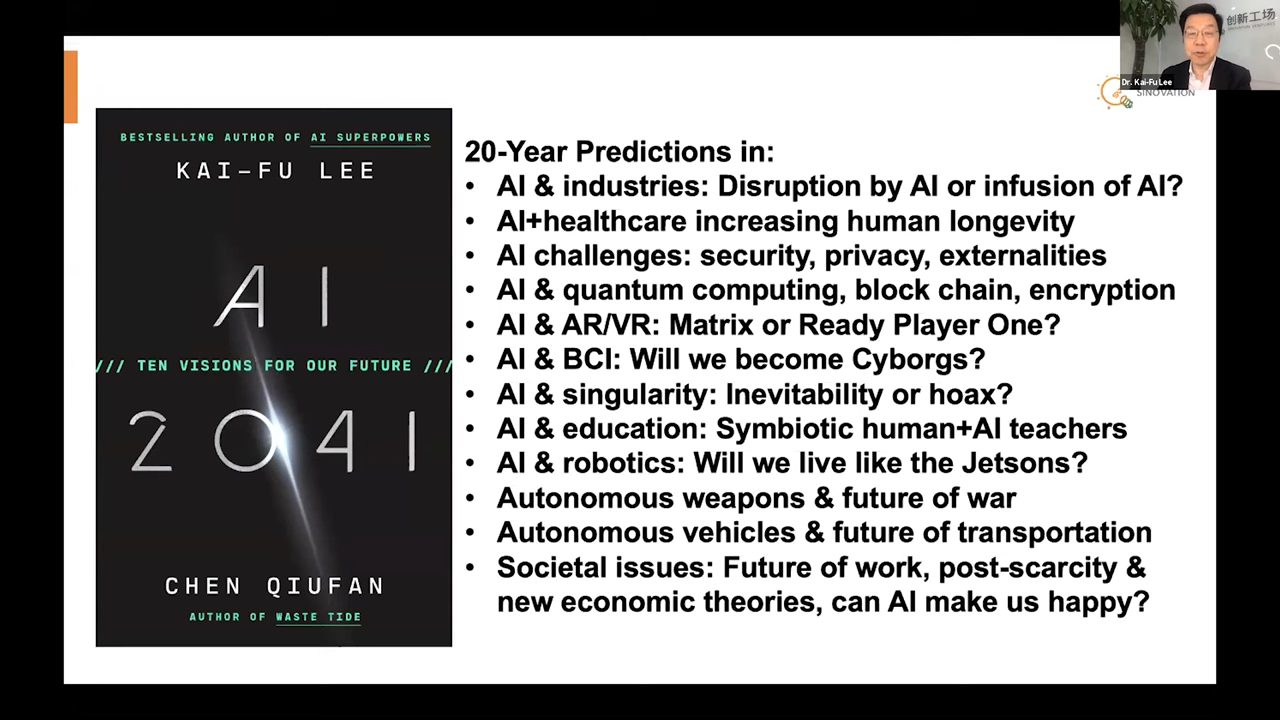 创新工场
Dr. Kai-Fu Lee
SINOVATION
BESTSELLING AUTHOR OF AI SUPERPOWERS
KAI-FU LEE
AI
/// TEN VISIONS FOR OUR FUTURE ///
2041
CHEN QIUFAN
AUTHOR OF WASTE TIDE
20-Year Predictions in:
• AI & industries: Disruption by AI or infusion of AI?
• AI+healthcare increasing human longevity
• AI challenges: security, privacy, externalities
• AI & quantum computing, block chain, encryption
• AI & AR/VR: Matrix or Ready Player One?
• AI & BCI: Will we become Cyborgs?
• AI & singularity: Inevitability or hoax?
• AI & education: Symbiotic human+AI teachers
• AI & robotics: Will we live like the Jetsons?
• Autonomous weapons & future of war
• Autonomous vehicles & future of transportation
• Societal issues: Future of work, post-scarcity &
new economic theories, can AI make us happy?